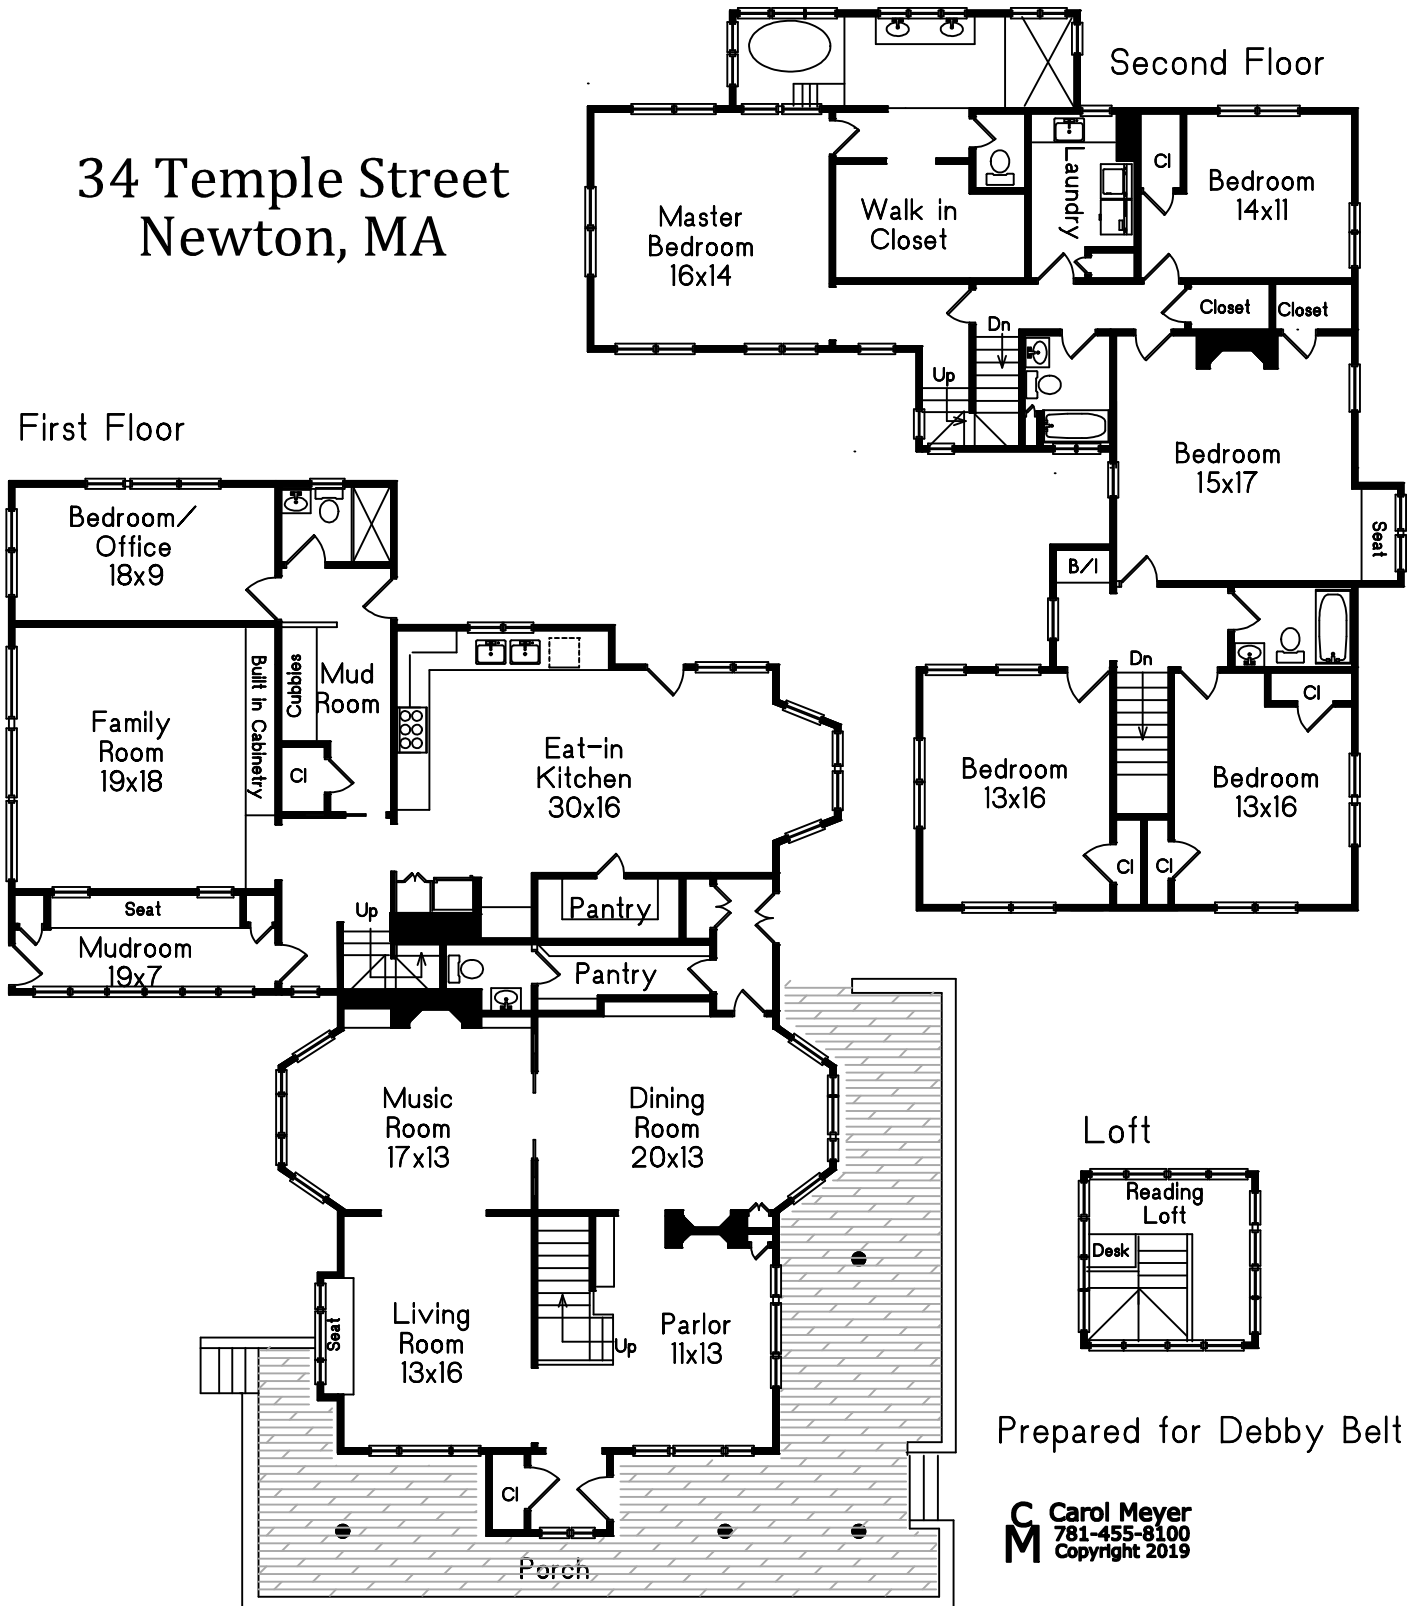 34 Temple Street
Newton, MA
Second Floor
Master
Bedroom
16x14
Walk in
Closet
Laundry
Cl
Bedroom
14x11
Closet
Closet
Dn
Up
Bedroom
15x17
Seat
B/I
Dn
Cl
Bedroom
13x16
Bedroom
13x16
Cl
Cl
First Floor
Bedroom/
Office
18x9
Family
Room
19x18
Built in Cabinetry
Cubbies
Mud
Room
Cl
Eat-in
Kitchen
30x16
Seat
Mudroom
19x7
Up
Pantry
Pantry
Music
Room
17x13
Dining
Room
20x13
Living
Room
13x16
Seat
Up
Parlor
11x13
Cl
Porch
Loft
Reading
Loft
Desk
Prepared for Debby Belt
C
M
Carol Meyer
781-455-8100
Copyright 2019